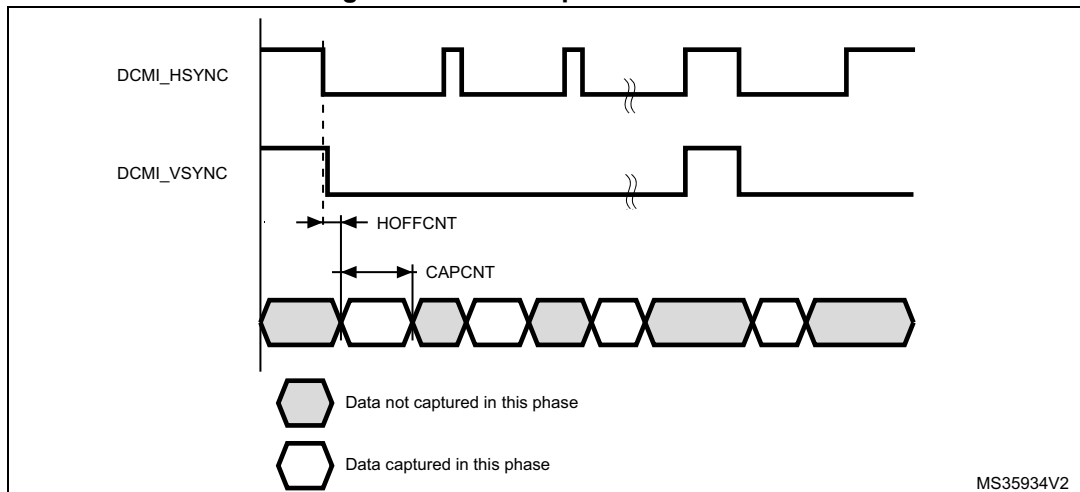 DCMI_HSYNC
DCMI_VSYNC
HOFFCNT
CAPCNT
Data not captured in this phase
Data captured in this phase
MS35934V2